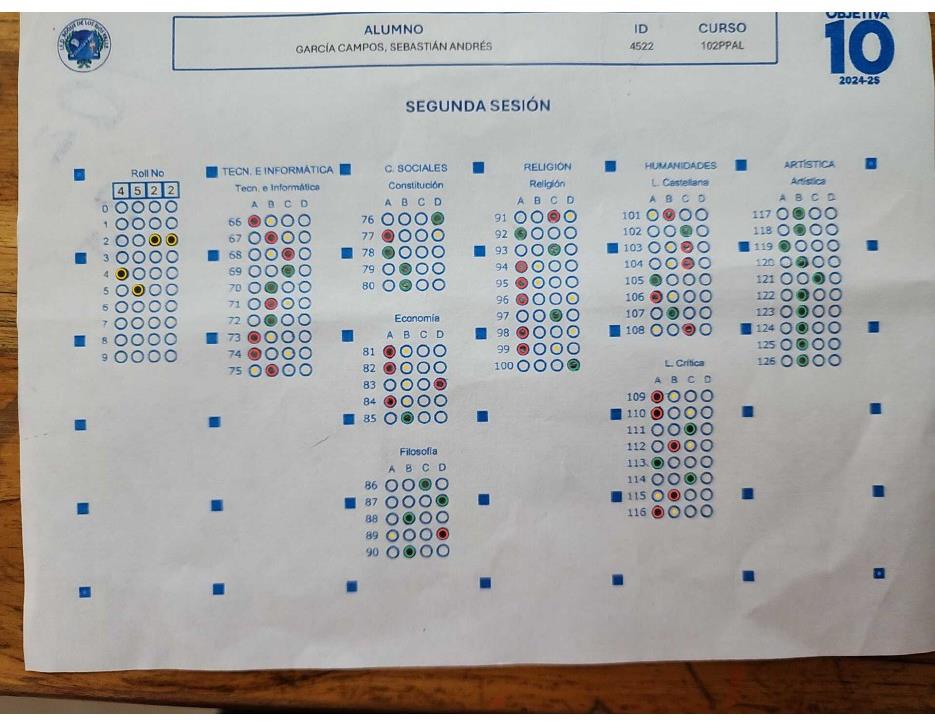 ALUMNO
GARCÍA CAMPOS, SEBASTIÁN ANDRÉS
ID
4522
CURSO
102PPAL
OBJETIVA
10
2024-25
SEGUNDA SESIÓN
Roll No
4 5 2 2
0
1
2
3
4
5
6
7
8
9
TECN. E INFORMÁTICA
Tecn. e Informática
A B C D
66
67
68
69
70
71
72
73
74
75
C. SOCIALES
Constitución
A B C D
76
77
78
79
80
Economía
A B C D
81
82
83
84
85
Filosofía
A B C D
86
87
88
89
90
RELIGIÓN
Religión
A B C D
91
92
93
94
95
96
97
98
99
100
HUMANIDADES
L. Castellana
A B C D
101
102
103
104
105
106
107
108
L. Crítica
A B C D
109
110
111
112
113
114
115
116
ARTÍSTICA
Artística
A B C D
117
118
119
120
121
122
123
124
125
126